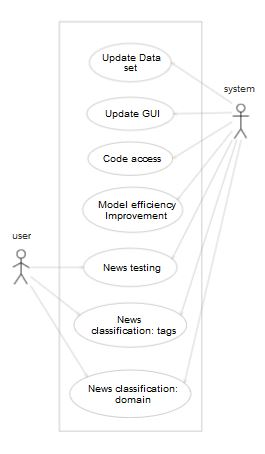 Update Data
set
system
Update GUI
Code access
Model efficiency
Improvement
user
News testing
News
classification: tags
News classification:
domain